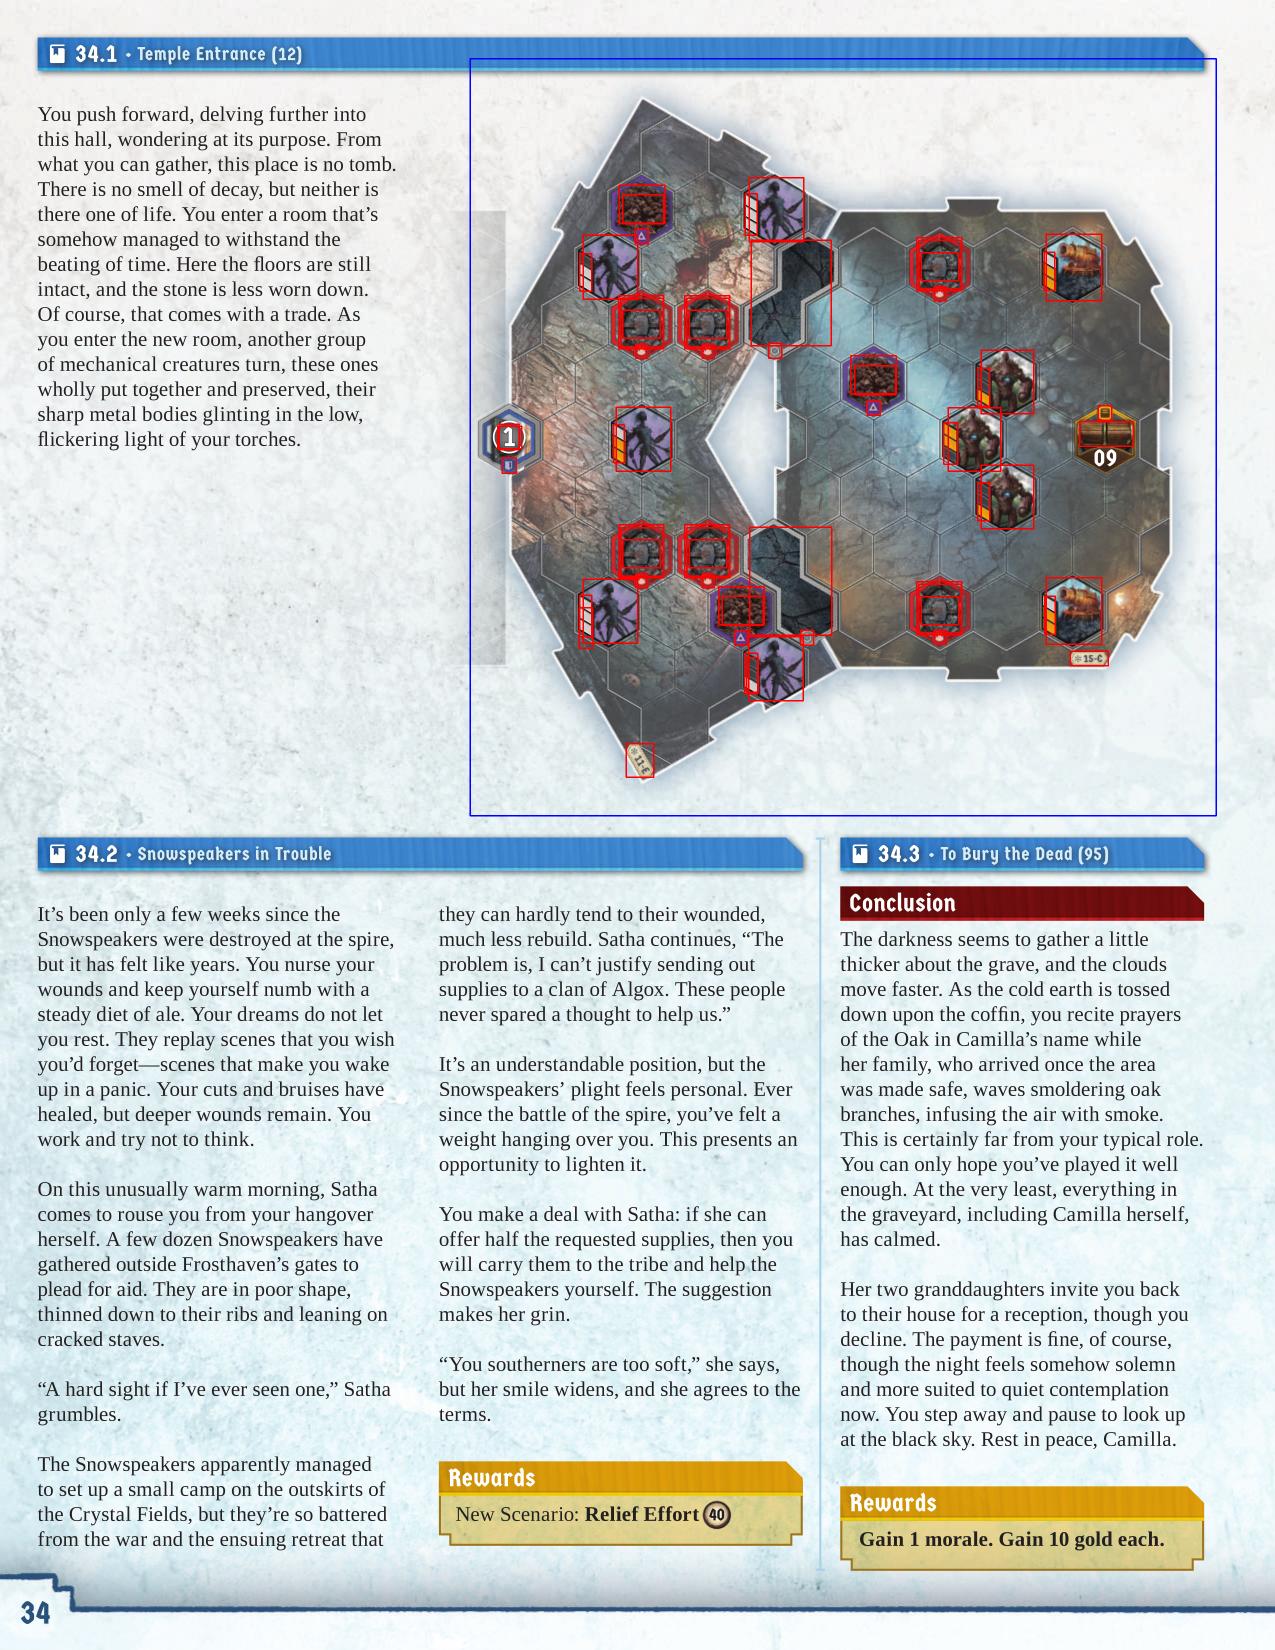 34.1 • Temple Entrance (12)
You push forward, delving further into
this hall, wondering at its purpose. From
what you can gather, this place is no tomb.
There is no smell of decay, but neither is
there one of life. You enter a room that’s
somehow managed to withstand the
beating of time. Here the floors are still
intact, and the stone is less worn down.
Of course, that comes with a trade. As
you enter the new room, another group
of mechanical creatures turn, these ones
wholly put together and preserved, their
sharp metal bodies glinting in the low,
flickering light of your torches.
1
09
15-C
11-E
34.2 • Snowspeakers in Trouble
It’s been only a few weeks since the
Snowspeakers were destroyed at the spire,
but it has felt like years. You nurse your
wounds and keep yourself numb with a
steady diet of ale. Your dreams do not let
you rest. They replay scenes that you wish
you’d forget—scenes that make you wake
up in a panic. Your cuts and bruises have
healed, but deeper wounds remain. You
work and try not to think.
On this unusually warm morning, Satha
comes to rouse you from your hangover
herself. A few dozen Snowspeakers have
gathered outside Frosthaven’s gates to
plead for aid. They are in poor shape,
thinned down to their ribs and leaning on
cracked staves.
“A hard sight if I’ve ever seen one,” Satha
grumbles.
The Snowspeakers apparently managed
to set up a small camp on the outskirts of
the Crystal Fields, but they’re so battered
from the war and the ensuing retreat that
they can hardly tend to their wounded,
much less rebuild. Satha continues, “The
problem is, I can’t justify sending out
supplies to a clan of Algox. These people
never spared a thought to help us.”
It’s an understandable position, but the
Snowspeakers’ plight feels personal. Ever
since the battle of the spire, you’ve felt a
weight hanging over you. This presents an
opportunity to lighten it.
You make a deal with Satha: if she can
offer half the requested supplies, then you
will carry them to the tribe and help the
Snowspeakers yourself. The suggestion
makes her grin.
“You southerners are too soft,” she says,
but her smile widens, and she agrees to the
terms.
Rewards
New Scenario: Relief Effort 40
34.3 • To Bury the Dead (95)
Conclusion
The darkness seems to gather a little
thicker about the grave, and the clouds
move faster. As the cold earth is tossed
down upon the coffin, you recite prayers
of the Oak in Camilla’s name while
her family, who arrived once the area
was made safe, waves smoldering oak
branches, infusing the air with smoke.
This is certainly far from your typical role.
You can only hope you’ve played it well
enough. At the very least, everything in
the graveyard, including Camilla herself,
has calmed.
Her two granddaughters invite you back
to their house for a reception, though you
decline. The payment is fine, of course,
though the night feels somehow solemn
and more suited to quiet contemplation
now. You step away and pause to look up
at the black sky. Rest in peace, Camilla.
Rewards
Gain 1 morale. Gain 10 gold each.
34